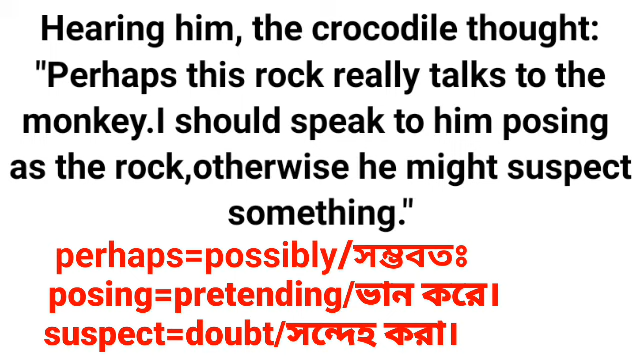 Hearing him, the crocodile thought:
"Perhaps this rock really talks to the
monkey.I should speak to him posing
as the rock,otherwise he might suspect
something."
perhaps=possibly/সম্ভবতঃ
posing=pretending/ভান করে।
suspect=doubt/সন্দেহ করা।